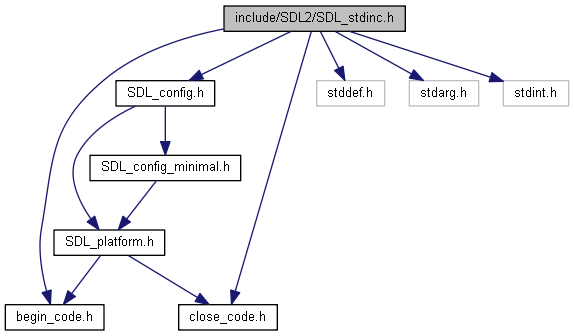 include/SDL2/SDL_stdinc.h
SDL_config.h
stddef.h
stdarg.h
stdint.h
SDL_config_minimal.h
SDL_platform.h
begin_code.h
close_code.h